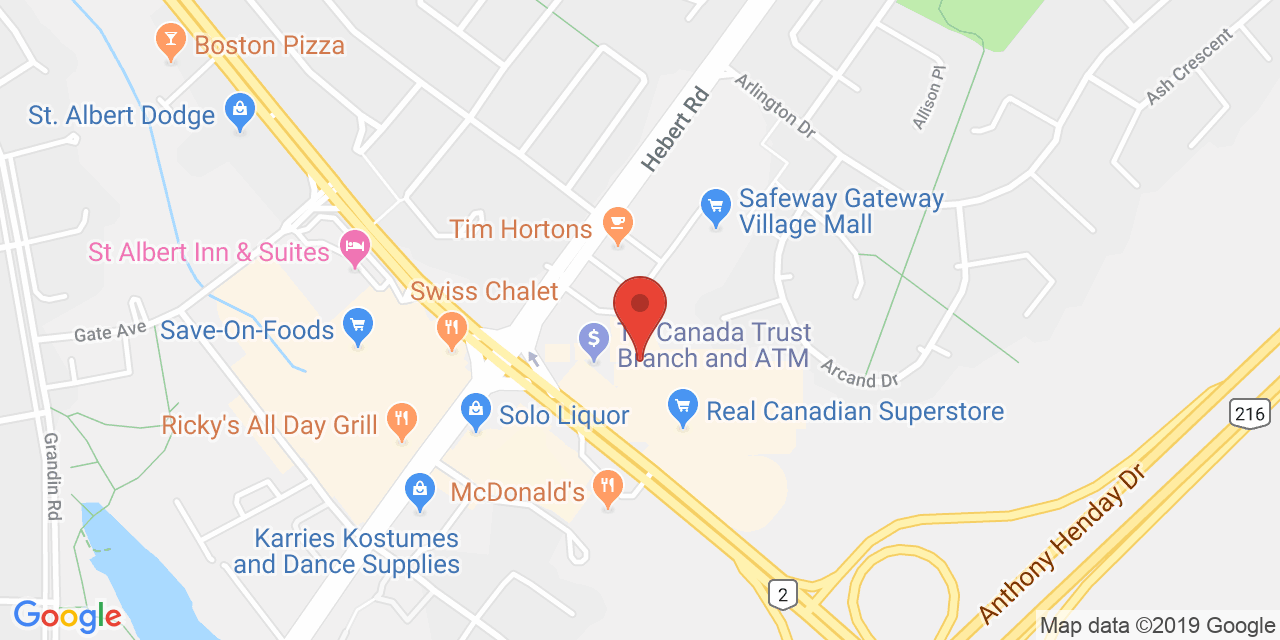 Boston Pizza
St. Albert Dodge
Hebert Rd
Arlington Dr
Allison Pl
Ash Crescent
Safeway Gateway
Village Mall
Tim Hortons
St Albert Inn & Suites
Swiss Chalet
Gate Ave
Save-On-Foods
$
Canada Trust
Branch and ATM
Arcand Dr
Ricky's All Day Grill
Solo Liquor
Real Canadian Superstore
216
Grandin Rd
McDonald's
Karries Kostumes
and Dance Supplies
Anthony Henday Dr
2
Google
Map data ©2019 Google